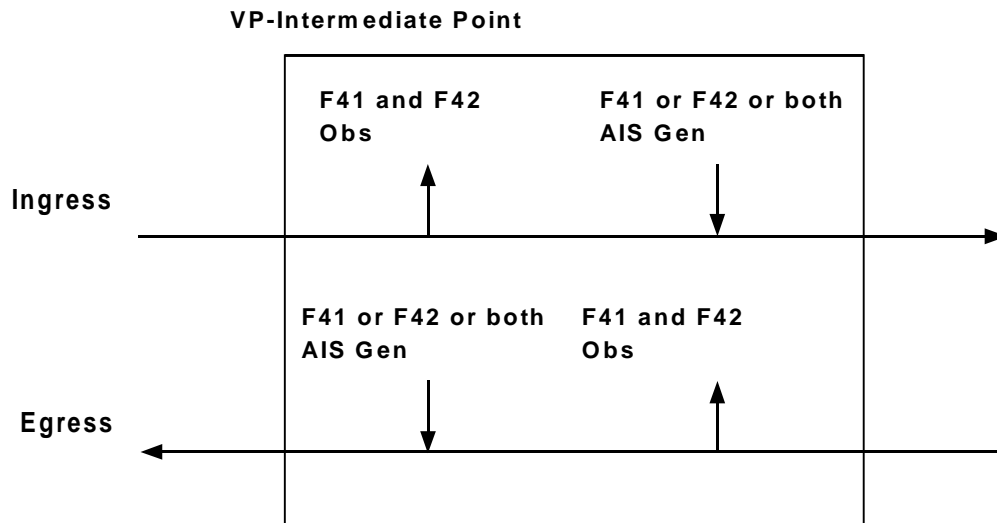 VP-Intermediate Point
F41 and F42
Obs
F41 or F42 or both
AIS Gen
Ingress
F41 or F42 or both
AIS Gen
F41 and F42
Obs
Egress